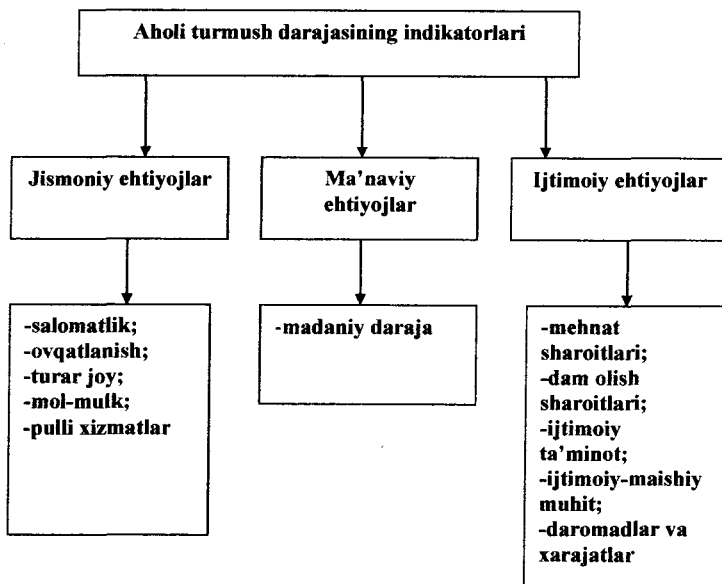 Aholi turmush darajasining indikatorlari
Jismoniy ehtiyojlar
Ma'naviy
ehtiyojlar
Ijtimoiy ehtiyojlar
-salomatlik;
-ovqatlanish;
-turar joy;
-mol-mulk;
-pulli xizmatlar
-madaniy daraja
-mehnat
sharoitlari;
-dam olish
sharoitlari;
-ijtimoiy
ta'minot;
-ijtimoiy-maishiy
muhit;
-daromadlar va
xarajatlar